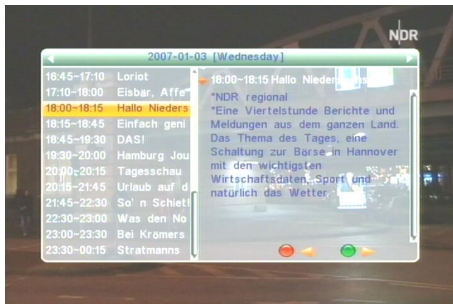 NDR
2007-01-03 [Wednesday]
16:45~17:10 Loriot
17:10~18:00 Eisbar, Affe
18:00~18:15 Hallo Nieders
18:15~18:45 Einfach geni
18:45~19:30 DAS!
19:30~20:00 Hamburg Jou
20:00~20:15 Tagesschau
20:15~21:45 Urlaub auf d
21:45~22:30 So' n Schiet!
22:30~23:00 Was den No
23:00~23:30 Bei Krömers
23:30~00:15 Stratmanns
18:00~18:15 Hallo Nieder
"NDR regional
"Eine Viertelstunde Berichte und
Meldungen aus dem ganzen Land.
Das Thema des Tages, eine
Schaltung zur Börse in Hannover
mit den wichtigsten
Wirtschaftsdaten, Sport und
natürlich das Wetter